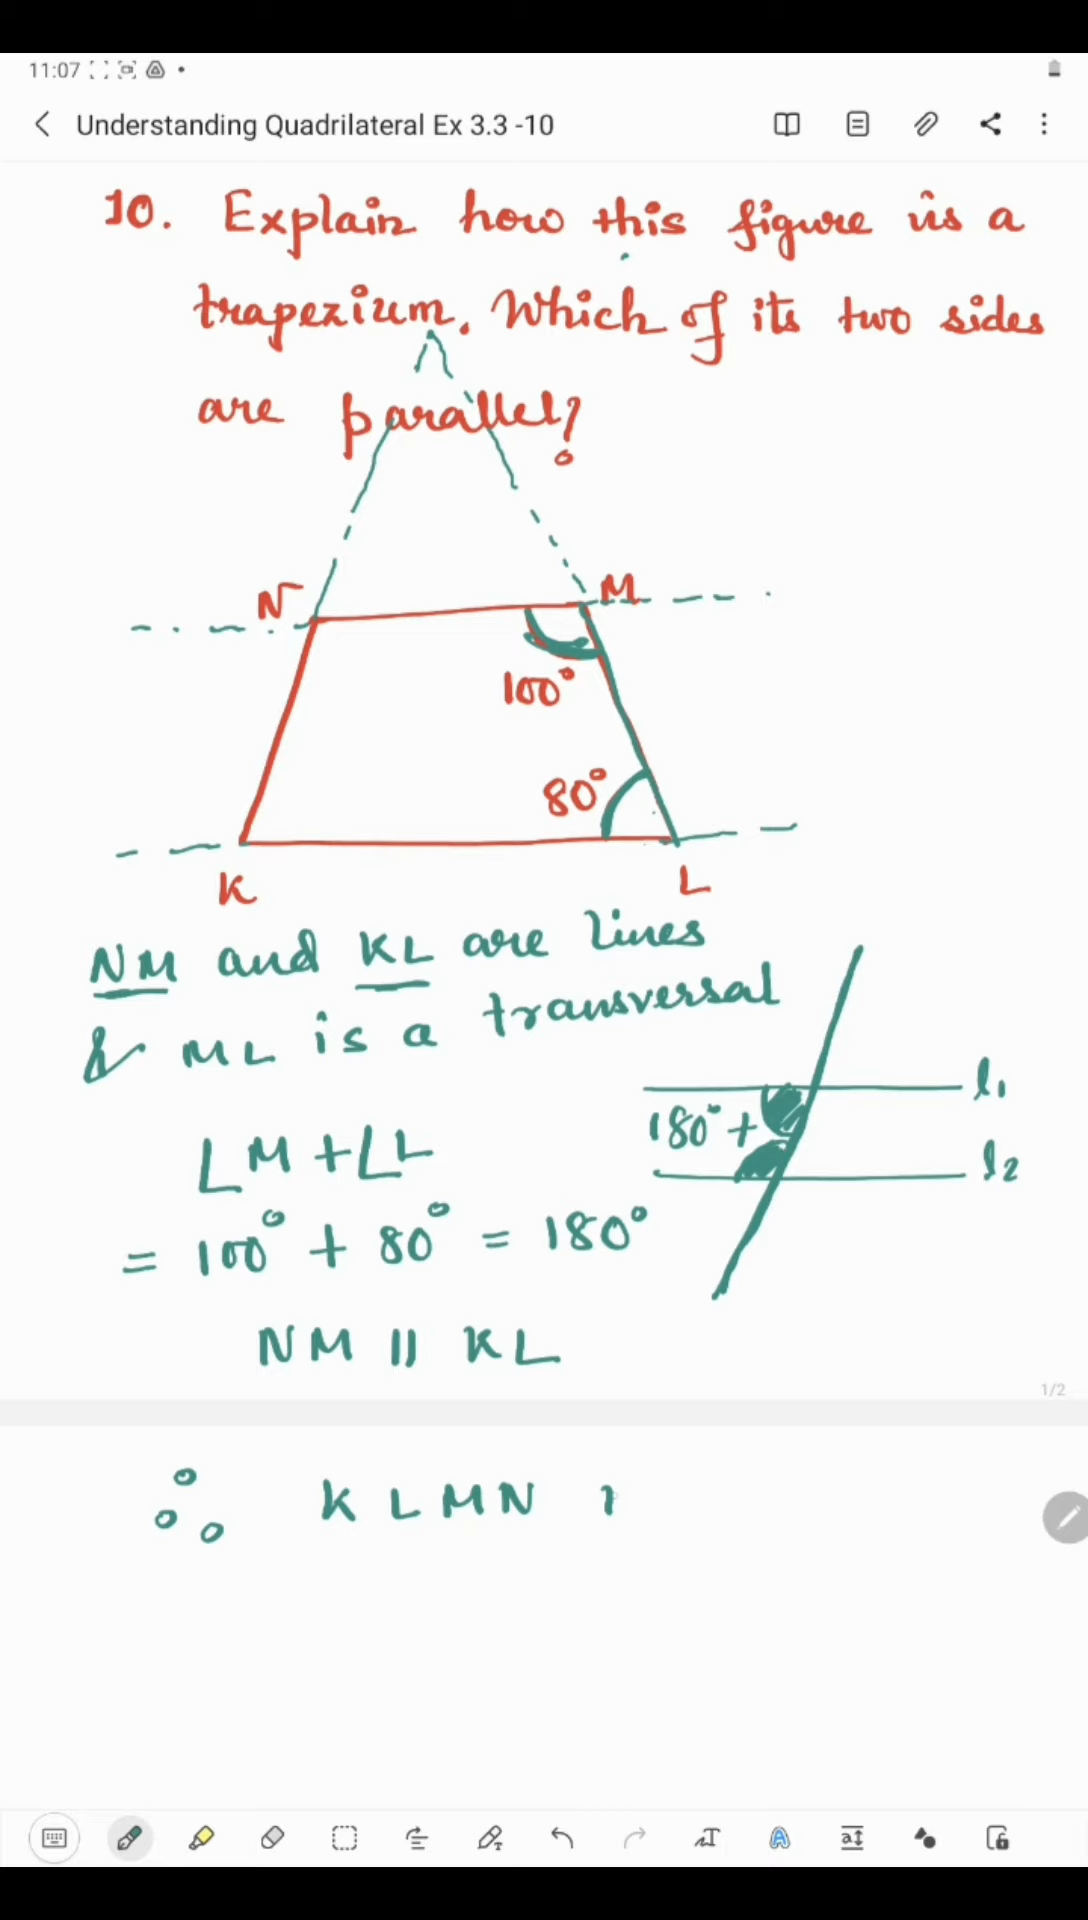 11:07
Understanding Quadrilateral Ex 3.3 -10
10. Explain how this figure is a
trapezium. Which of its two sides
are parallel?
N M
100°
80°
K L
NM and KL are lines
& ML is a transversal
l1
180° +
l2
∠M + ∠L
= 100° + 80° = 180°
NM || KL
1/2
∴ KLMN